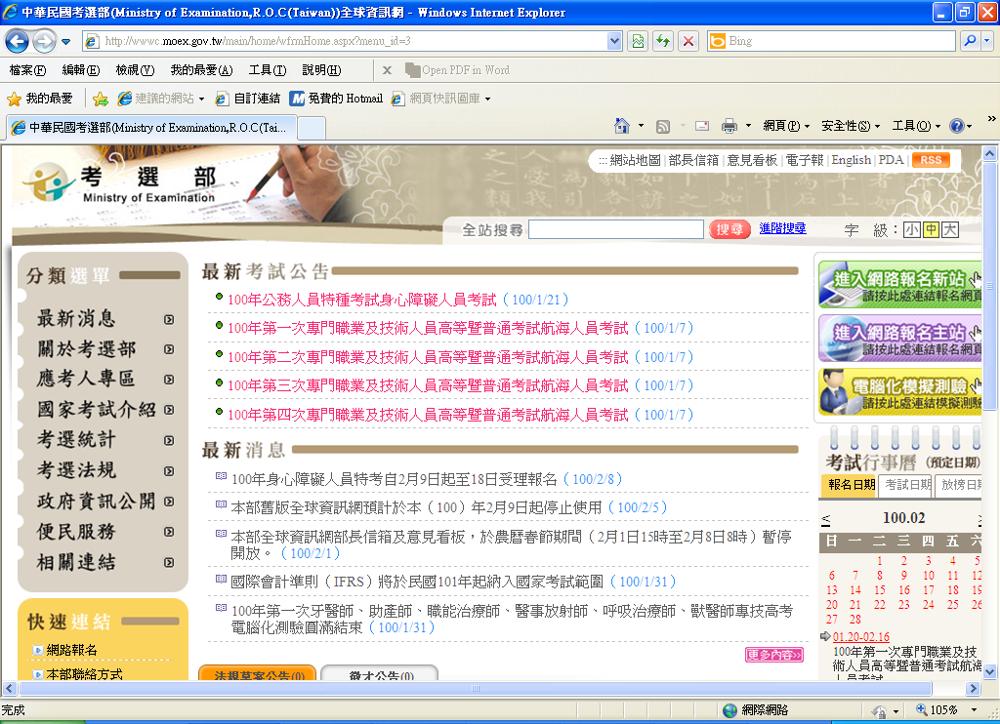 中華民國考選部(Ministry of Examination,R.O.C(Taiwan))全球資訊網 - Windows Internet Explorer
http://wwwc.moex.gov.tw/main/home/wfrmHome.aspx?menu_id=3
Bing
檔案(F) 編輯(E) 檢視(V) 我的最愛(A) 工具(T) 說明(H) x Open PDF in Word
我的最愛 建議的網站 自訂連結 免費的 Hotmail 網頁快訊圖庫
中華民國考選部(Ministry of Examination,R.O.C(Tai...
網頁(P) 安全性(S) 工具(O) »
::: 網站地圖 | 部長信箱 | 意見看板 | 電子報 | English | PDA | RSS
考選部
Ministry of Examination
全站搜尋 搜尋 進階搜尋 字 級：小 中 大
分類選單
最新消息
關於考選部
應考人專區
國家考試介紹
考選統計
考選法規
政府資訊公開
便民服務
相關連結
快速連結
網路報名
本部聯絡方式
最新考試公告
100年公務人員特種考試身心障礙人員考試（100/1/21）
100年第一次專門職業及技術人員高等暨普通考試航海人員考試（100/1/7）
100年第二次專門職業及技術人員高等暨普通考試航海人員考試（100/1/7）
100年第三次專門職業及技術人員高等暨普通考試航海人員考試（100/1/7）
100年第四次專門職業及技術人員高等暨普通考試航海人員考試（100/1/7）
最新消息
100年身心障礙人員特考自2月9日起至18日受理報名（100/2/8）
本部舊版全球資訊網預計於本（100）年2月9日起停止使用（100/2/5）
本部全球資訊網部長信箱及意見看板，於農曆春節期間（2月1日15時至2月8日8時）暫停
開放。（100/2/1）
國際會計準則（IFRS）將於民國101年起納入國家考試範圍（100/1/31）
100年第一次牙醫師、助產師、職能治療師、醫事放射師、呼吸治療師、獸醫師專技高考
電腦化測驗圓滿結束（100/1/31）
更多內容>>
法規草案公告(0) 徵才公告(0)
進入網路報名新站
請按此處連結報名網頁
進入網路報名主站
請按此處連結報名網頁
電腦化模擬測驗
請按此處連結模擬測驗
考試行事曆 (預定日期)
報名日期 考試日期 放榜日期
< 100.02 >
日 一 二 三 四 五 六
1 2 3 4 5
6 7 8 9 10 11 12
13 14 15 16 17 18 19
20 21 22 23 24 25 26
27 28
01.20-02.16
100年第一次專門職業及技
術人員高等暨普通考試航海
人員考試
完成 網際網路 105%